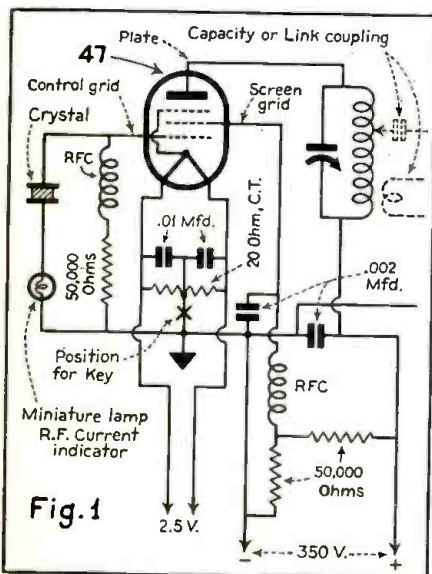 Plate
Capacity or Link coupling
47
Control grid
Screen
grid
Crystal
RFC
.01 Mfd.
20 Ohm, C.T.
50,000
Ohms
.002
Mfd.
Position
for Key
RFC
Miniature lamp
R.F. Current
indicator
50,000
Ohms
Fig.1
2.5 V.
- 350 V. +